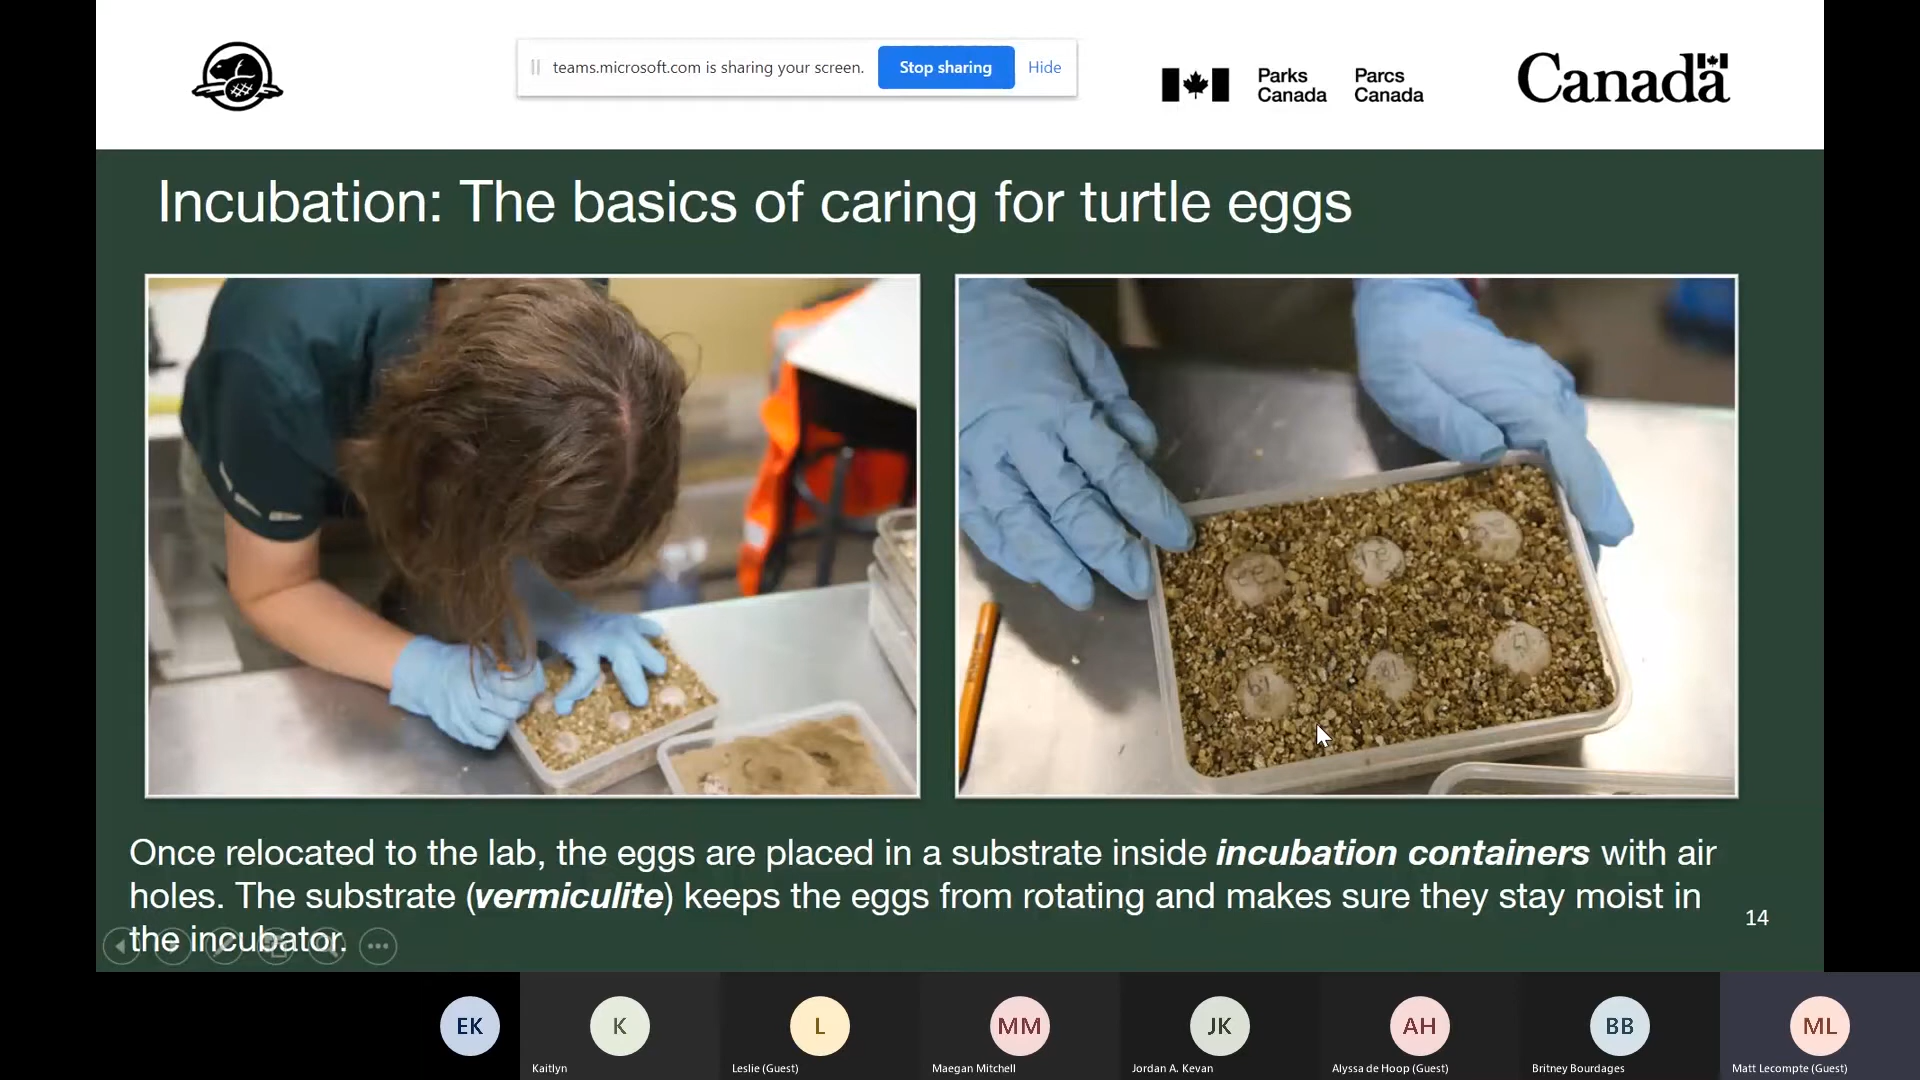 teams.microsoft.com is sharing your screen.
Stop sharing
Hide
Parks
Canada
Parcs
Canada
Canada
Incubation: The basics of caring for turtle eggs
Once relocated to the lab, the eggs are placed in a substrate inside incubation containers with air
holes. The substrate (vermiculite) keeps the eggs from rotating and makes sure they stay moist in
the incubator.
14
EK
K
L
MM
JK
AH
BB
ML
Kaitlyn
Leslie (Guest)
Maegan Mitchell
Jordan A. Kevan
Alyssa de Hoop (Guest)
Britney Bourdages
Matt Lecompte (Guest)